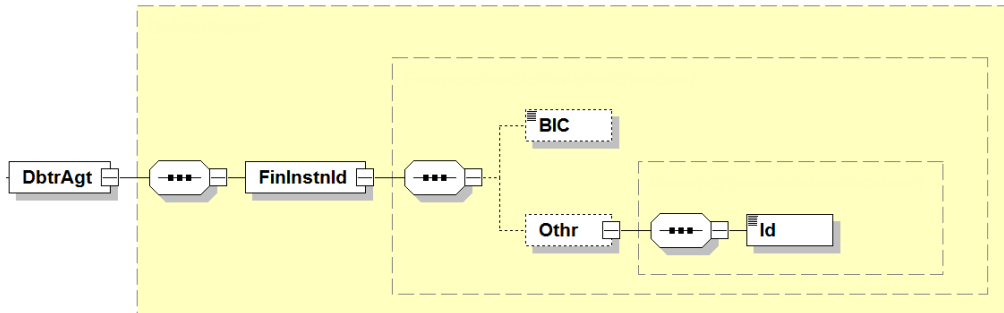 BIC
DbtrAgt
FinInstnId
Othr
Id